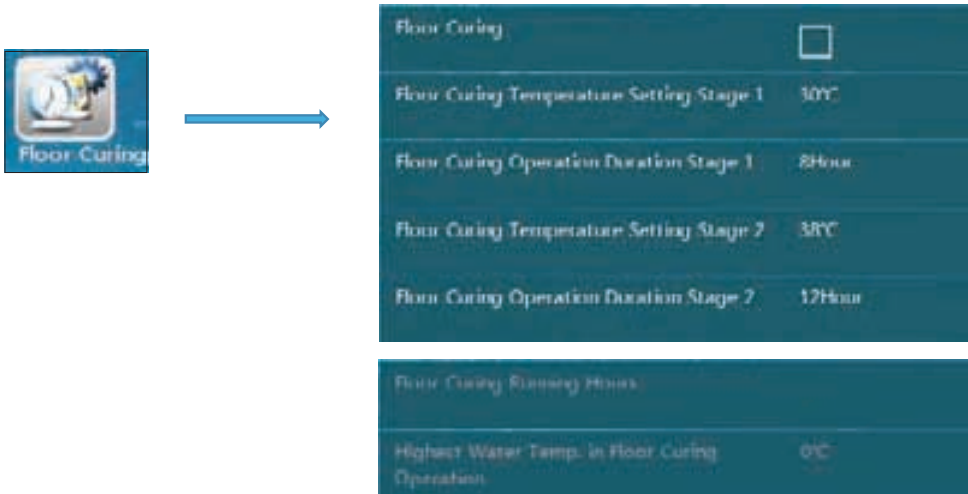 Floor Curing
Floor Curing
Floor Curing Temperature Setting Stage 1 30℃
Floor Curing Operation Duration Stage 1 8Hour
Floor Curing Temperature Setting Stage 2 38℃
Floor Curing Operation Duration Stage 2 12Hour
Floor Curing Running Hours
Highest Water Temp. in Floor Curing 0℃
Operation